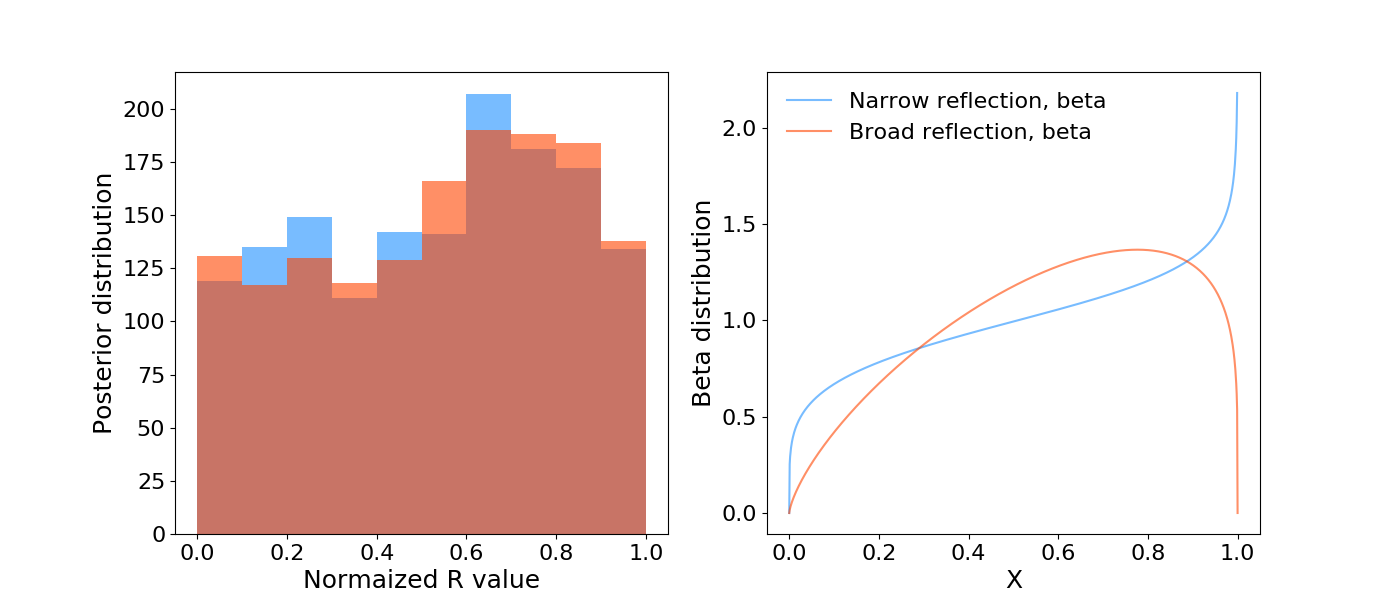 Posterior distribution
200
175
150
125
100
75
50
25
0
0.0 0.2 0.4 0.6 0.8 1.0
Normaized R value
Beta distribution
2.0
1.5
1.0
0.5
0.0
Narrow reflection, beta
Broad reflection, beta
0.0 0.2 0.4 0.6 0.8 1.0
X